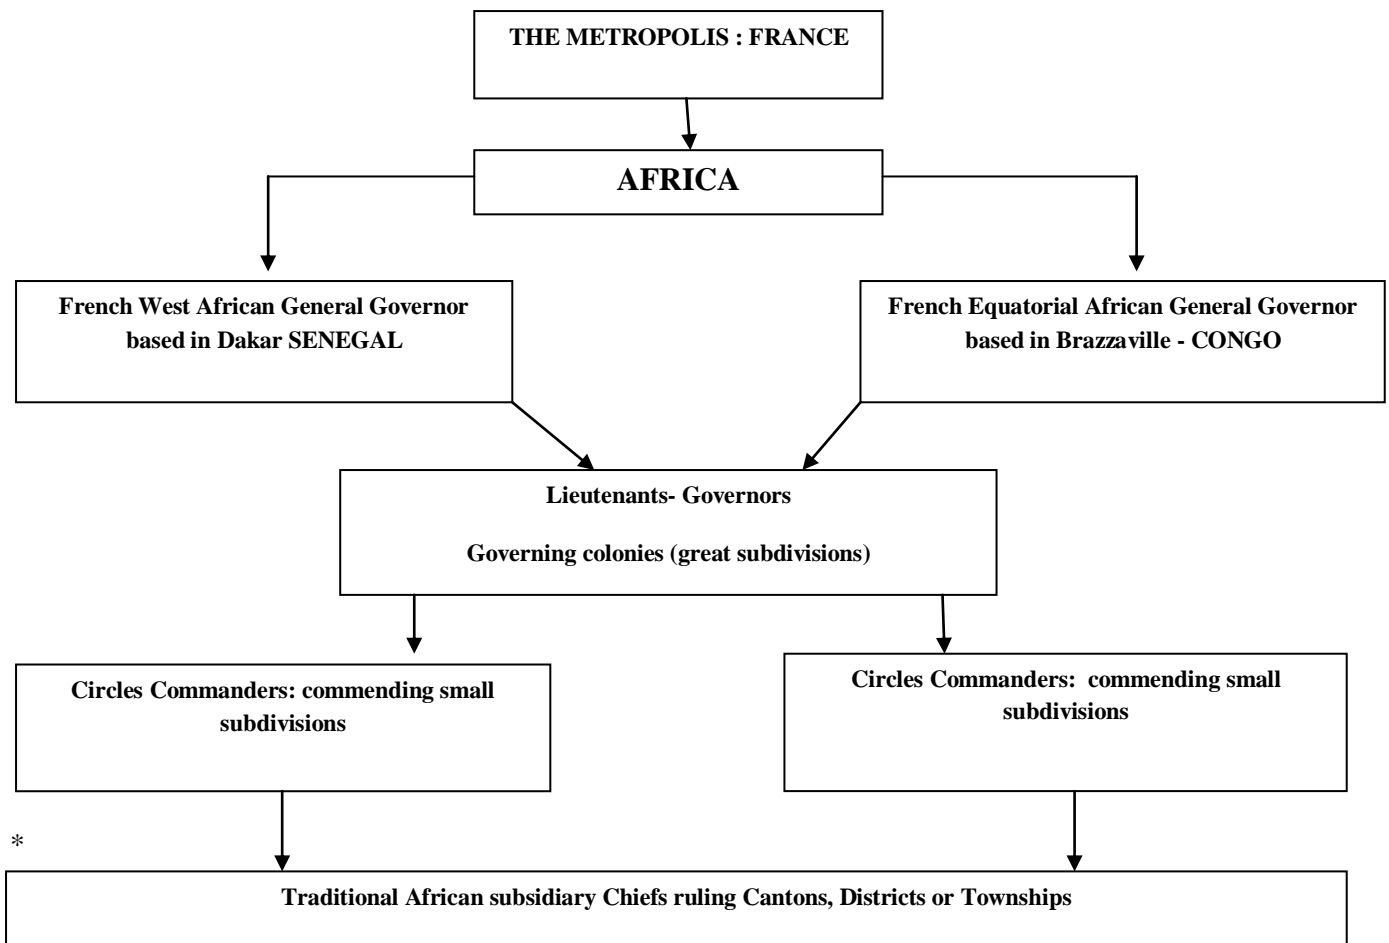 THE METROPOLIS : FRANCE
AFRICA
French West African General Governor
based in Dakar SENEGAL
French Equatorial African General Governor
based in Brazzaville - CONGO
Lieutenants- Governors
Governing colonies (great subdivisions)
Circles Commanders: commending small
subdivisions
Circles Commanders: commending small
subdivisions
*
Traditional African subsidiary Chiefs ruling Cantons, Districts or Townships